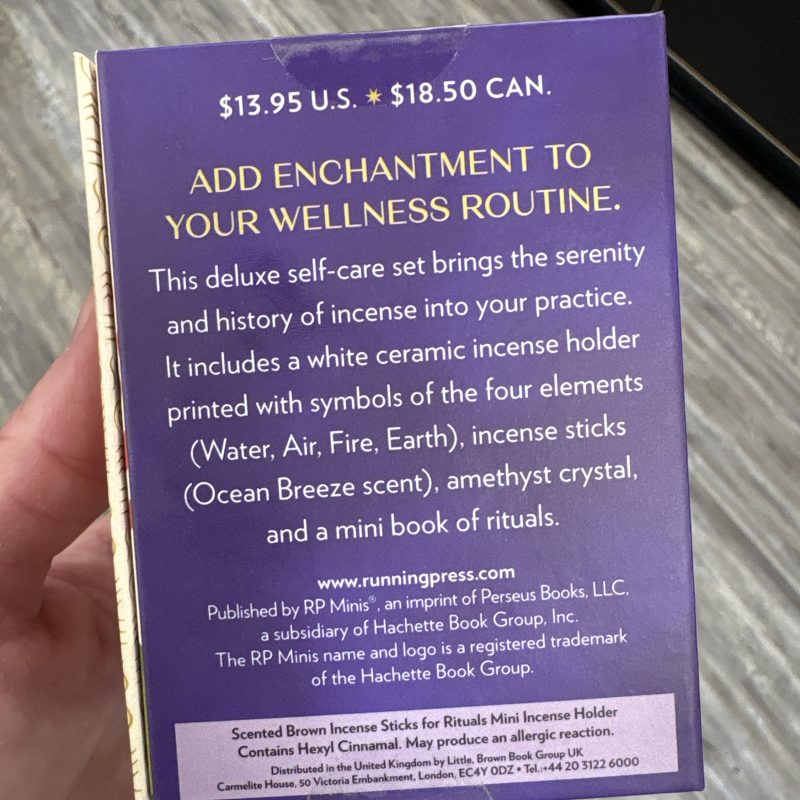 $13.95 U.S. ✶ $18.50 CAN.
ADD ENCHANTMENT TO
YOUR WELLNESS ROUTINE.
This deluxe self-care set brings the serenity
and history of incense into your practice.
It includes a white ceramic incense holder
printed with symbols of the four elements
(Water, Air, Fire, Earth), incense sticks
(Ocean Breeze scent), amethyst crystal,
and a mini book of rituals.
www.runningpress.com
Published by RP Minis®, an imprint of Perseus Books, LLC,
a subsidiary of Hachette Book Group, Inc.
The RP Minis name and logo is a registered trademark
of the Hachette Book Group.
Scented Brown Incense Sticks for Rituals Mini Incense Holder
Contains Hexyl Cinnamal. May produce an allergic reaction.
Distributed in the United Kingdom by Little, Brown Book Group UK
Carmelite House, 50 Victoria Embankment, London, EC4Y 0DZ • Tel.:+44 20 3122 6000